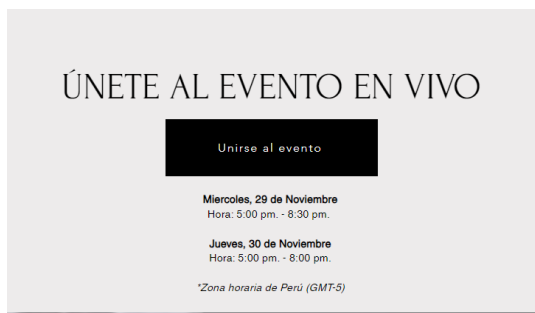 ÚNETE AL EVENTO EN VIVO
Unirse al evento
Miercoles, 29 de Noviembre
Hora: 5:00 pm. - 8:30 pm.
Jueves, 30 de Noviembre
Hora: 5:00 pm. - 8:00 pm.
*Zona horaria de Perú (GMT-5)